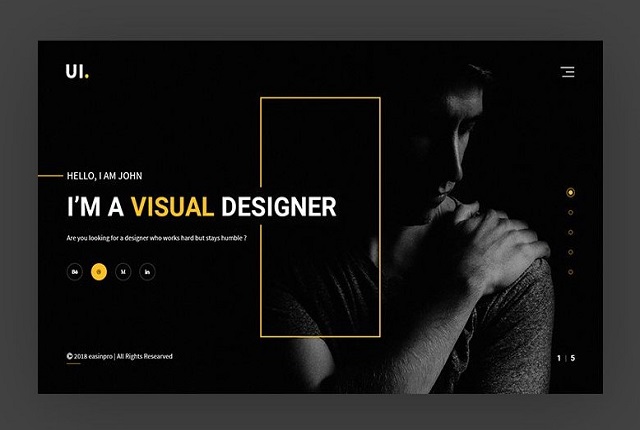 UI.
HELLO, I AM JOHN
I'M A VISUAL DESIGNER
Are you looking for a designer who works hard but stays humble ?
Bē M in
© 2018 easinpro | All Rights Researved
1 | 5